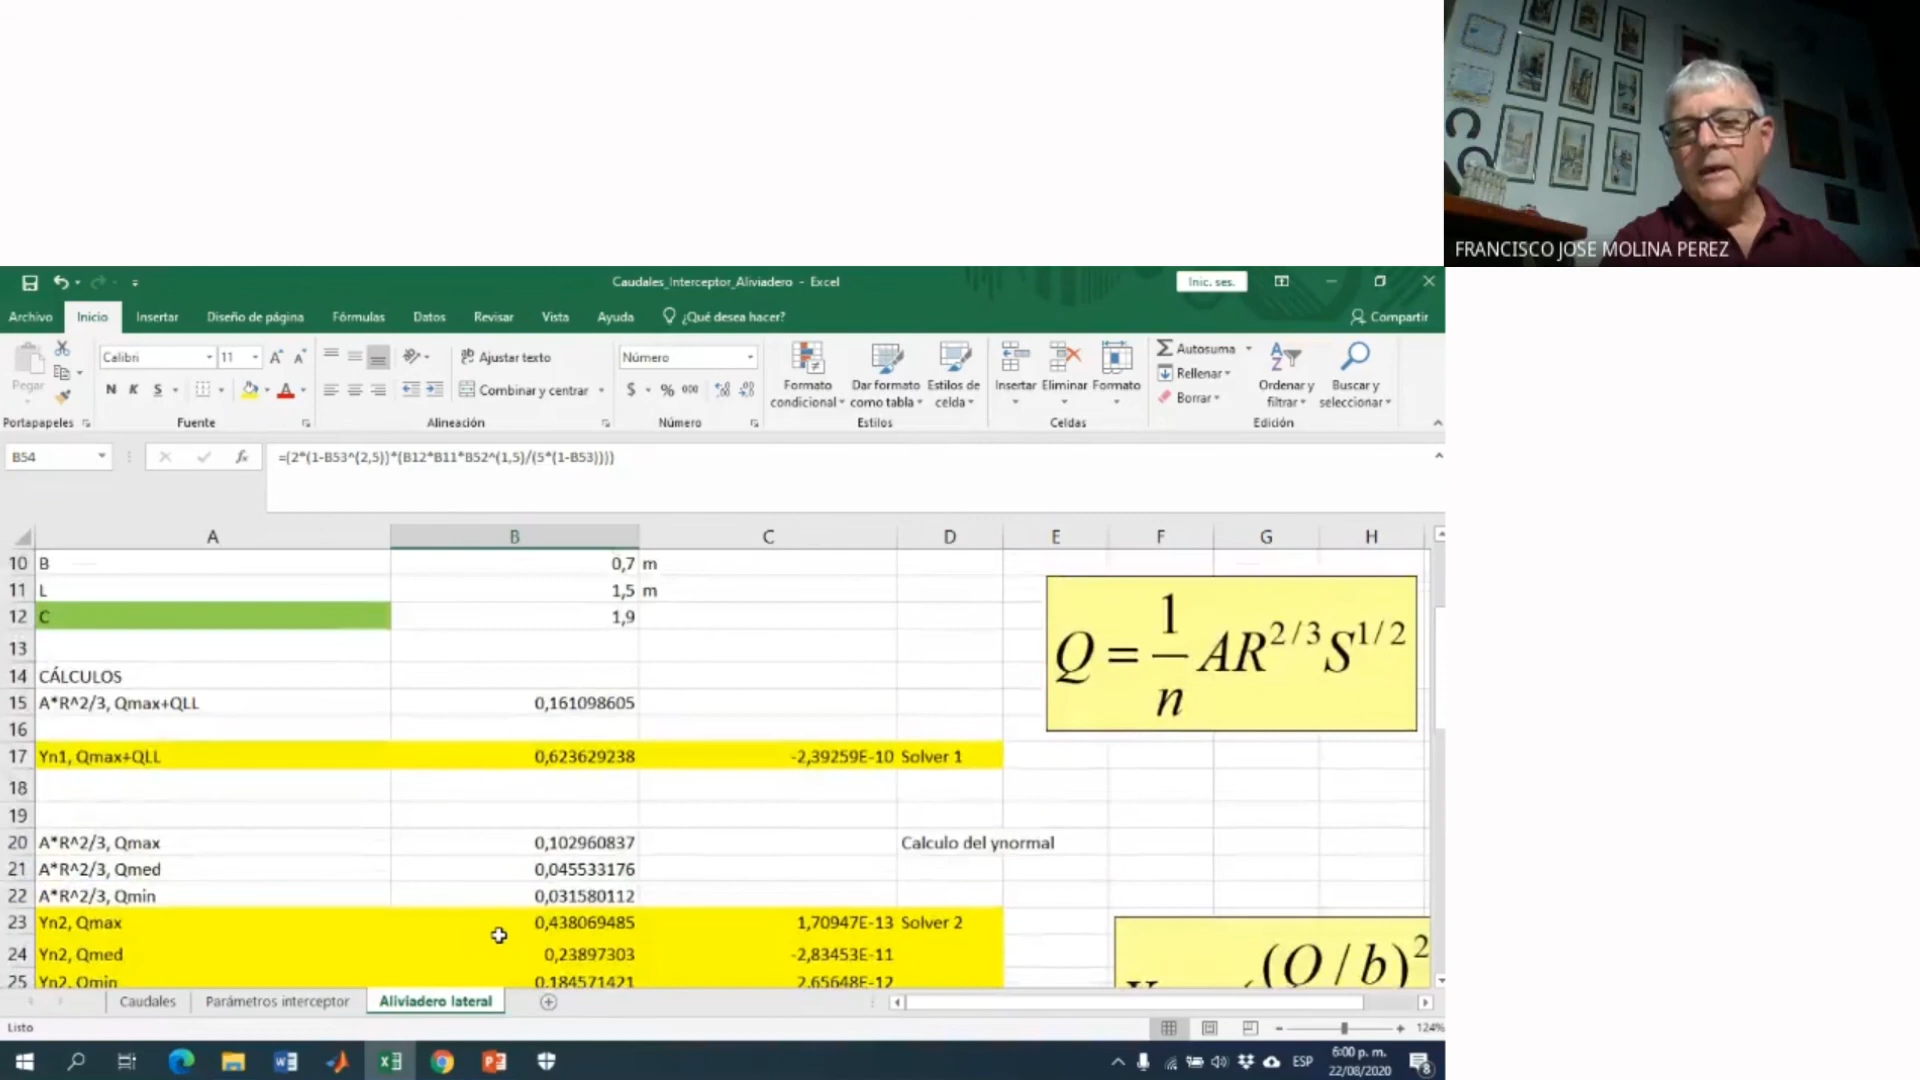 FRANCISCO JOSE MOLINA PEREZ
Caudales_Interceptor_Aliviadero - Excel
Inic. ses.
Archivo Inicio Insertar Diseño de página Fórmulas Datos Revisar Vista Ayuda ¿Qué desea hacer? Compartir
Pegar
Calibri 11
N K S
Ajustar texto
Combinar y centrar
Número
$ % 000
Formato condicional
Dar formato como tabla
Estilos de celda
Insertar Eliminar Formato
Autosuma
Rellenar
Borrar
Ordenar y filtrar
Buscar y seleccionar
Portapapeles Fuente Alineación Número Estilos Celdas Edición
B54 fx =(2*(1-B53^(2,5))*(B12*B11*B52^(1,5)/(5*(1-B53))))
A B C D E F G H
10 B 0,7 m
11 L 1,5 m
12 C 1,9
13
14 CÁLCULOS
15 A*R^2/3, Qmax+QLL 0,161098605
16
17 Yn1, Qmax+QLL 0,623629238 -2,39259E-10 Solver 1
18
19
20 A*R^2/3, Qmax 0,102960837 Calculo del ynormal
21 A*R^2/3, Qmed 0,045533176
22 A*R^2/3, Qmin 0,031580112
23 Yn2, Qmax 0,438069485 1,70947E-13 Solver 2
24 Yn2, Qmed 0,23897303 -2,83453E-11
25 Yn2, Qmin 0,184571421 2,65648E-12
Q = 1/n AR^2/3 S^1/2
(Q / b)^2
Caudales Parámetros interceptor Aliviadero lateral
Listo
124%
ESP
6:00 p. m.
22/08/2020
8